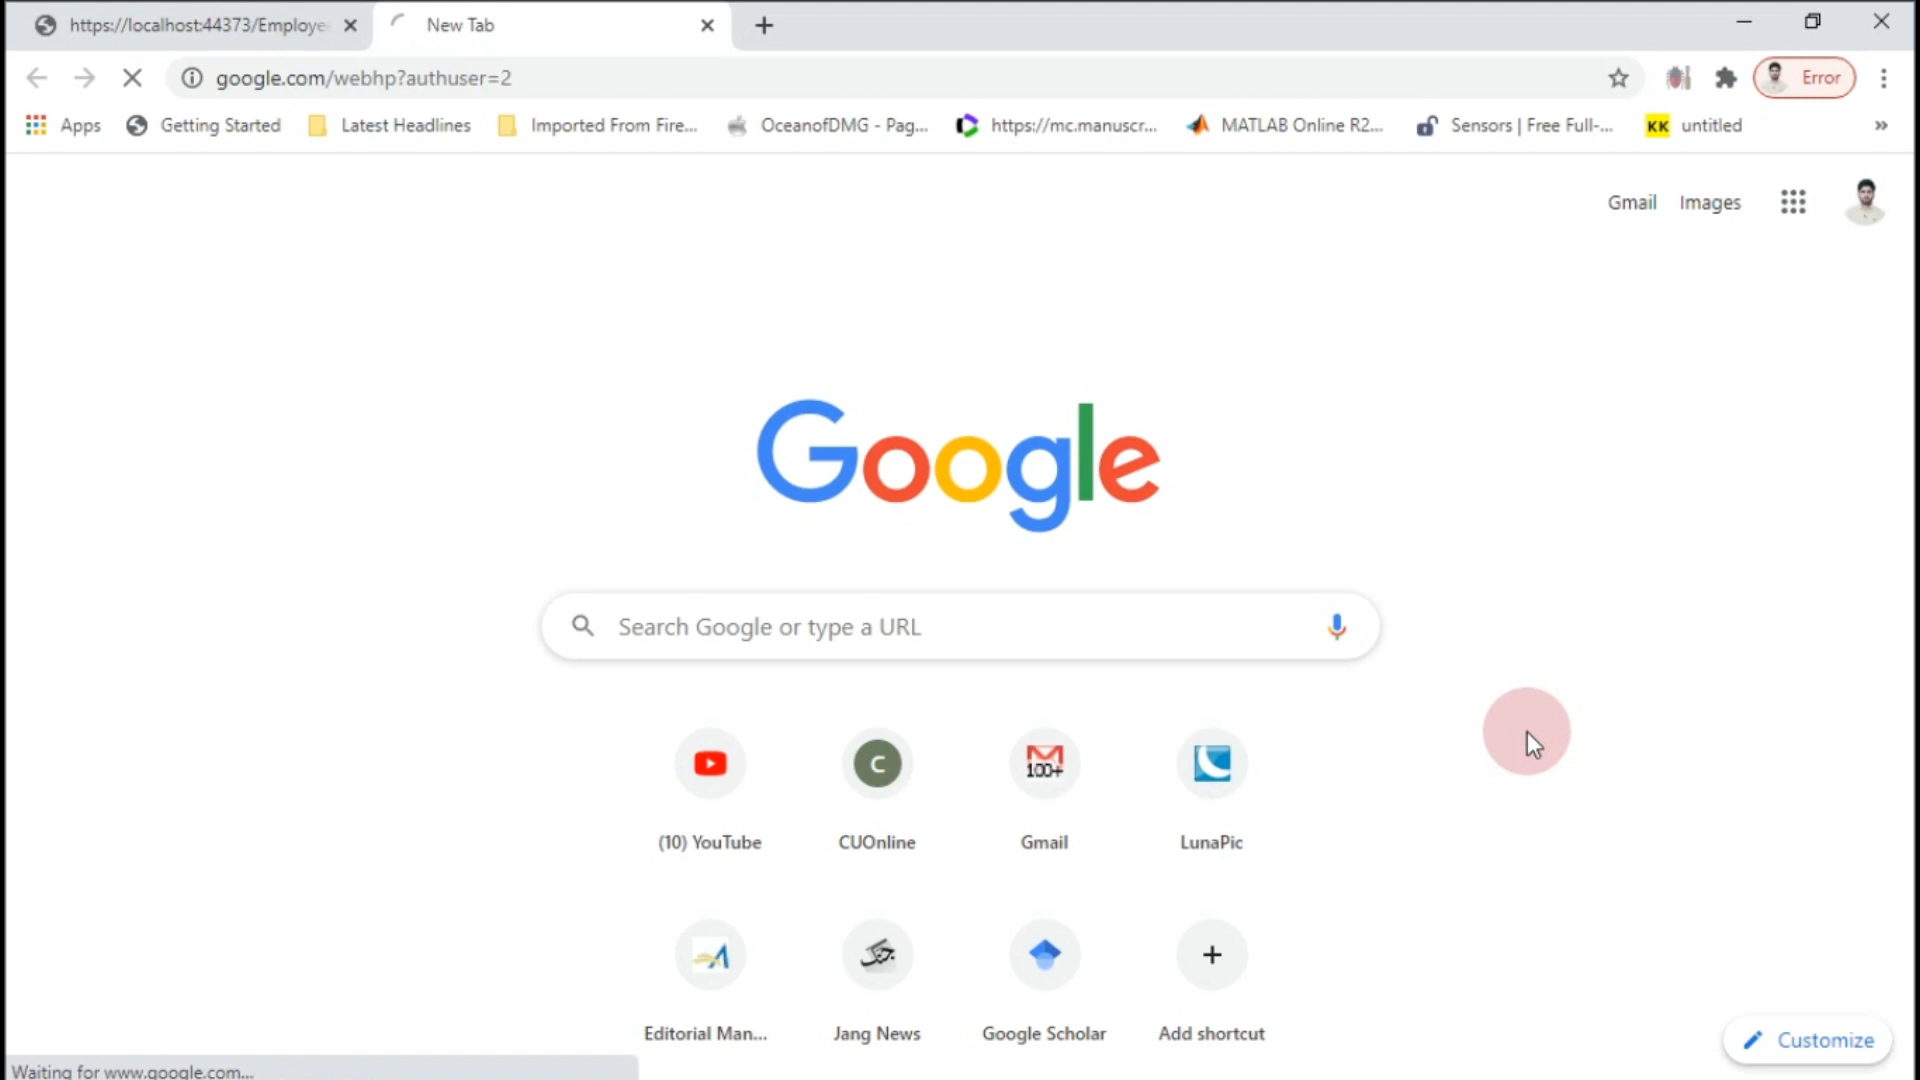 https://localhost:44373/Employe
New Tab
google.com/webhp?authuser=2
Error
Apps
Getting Started
Latest Headlines
Imported From Fire...
OceanofDMG - Pag...
https://mc.manuscr...
MATLAB Online R2...
Sensors | Free Full-...
KK untitled
»
Gmail
Images
Google
Search Google or type a URL
C
100+
(10) YouTube
CUOnline
Gmail
LunaPic
جنگ
Editorial Man...
Jang News
Google Scholar
Add shortcut
Customize
Waiting for www.google.com...